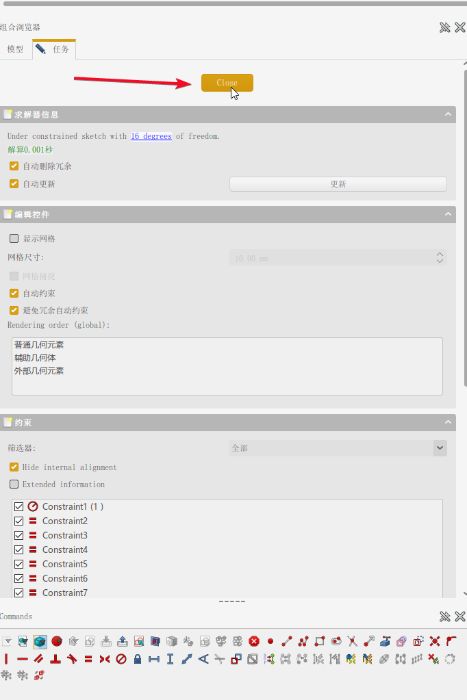 组合浏览器
模型 任务
Close
求解器信息
Under constrained sketch with 16 degrees of freedom.
解算0.001秒
自动删除冗余
自动更新 更新
编辑控件
显示网格
网格尺寸: 10.00 mm
网格捕捉
自动约束
避免冗余自动约束
Rendering order (global):
普通几何元素
辅助几何体
外部几何元素
约束
筛选器: 全部
Hide internal alignment
Extended information
Constraint1 (1 )
Constraint2
Constraint3
Constraint4
Constraint5
Constraint6
Constraint7
Commands